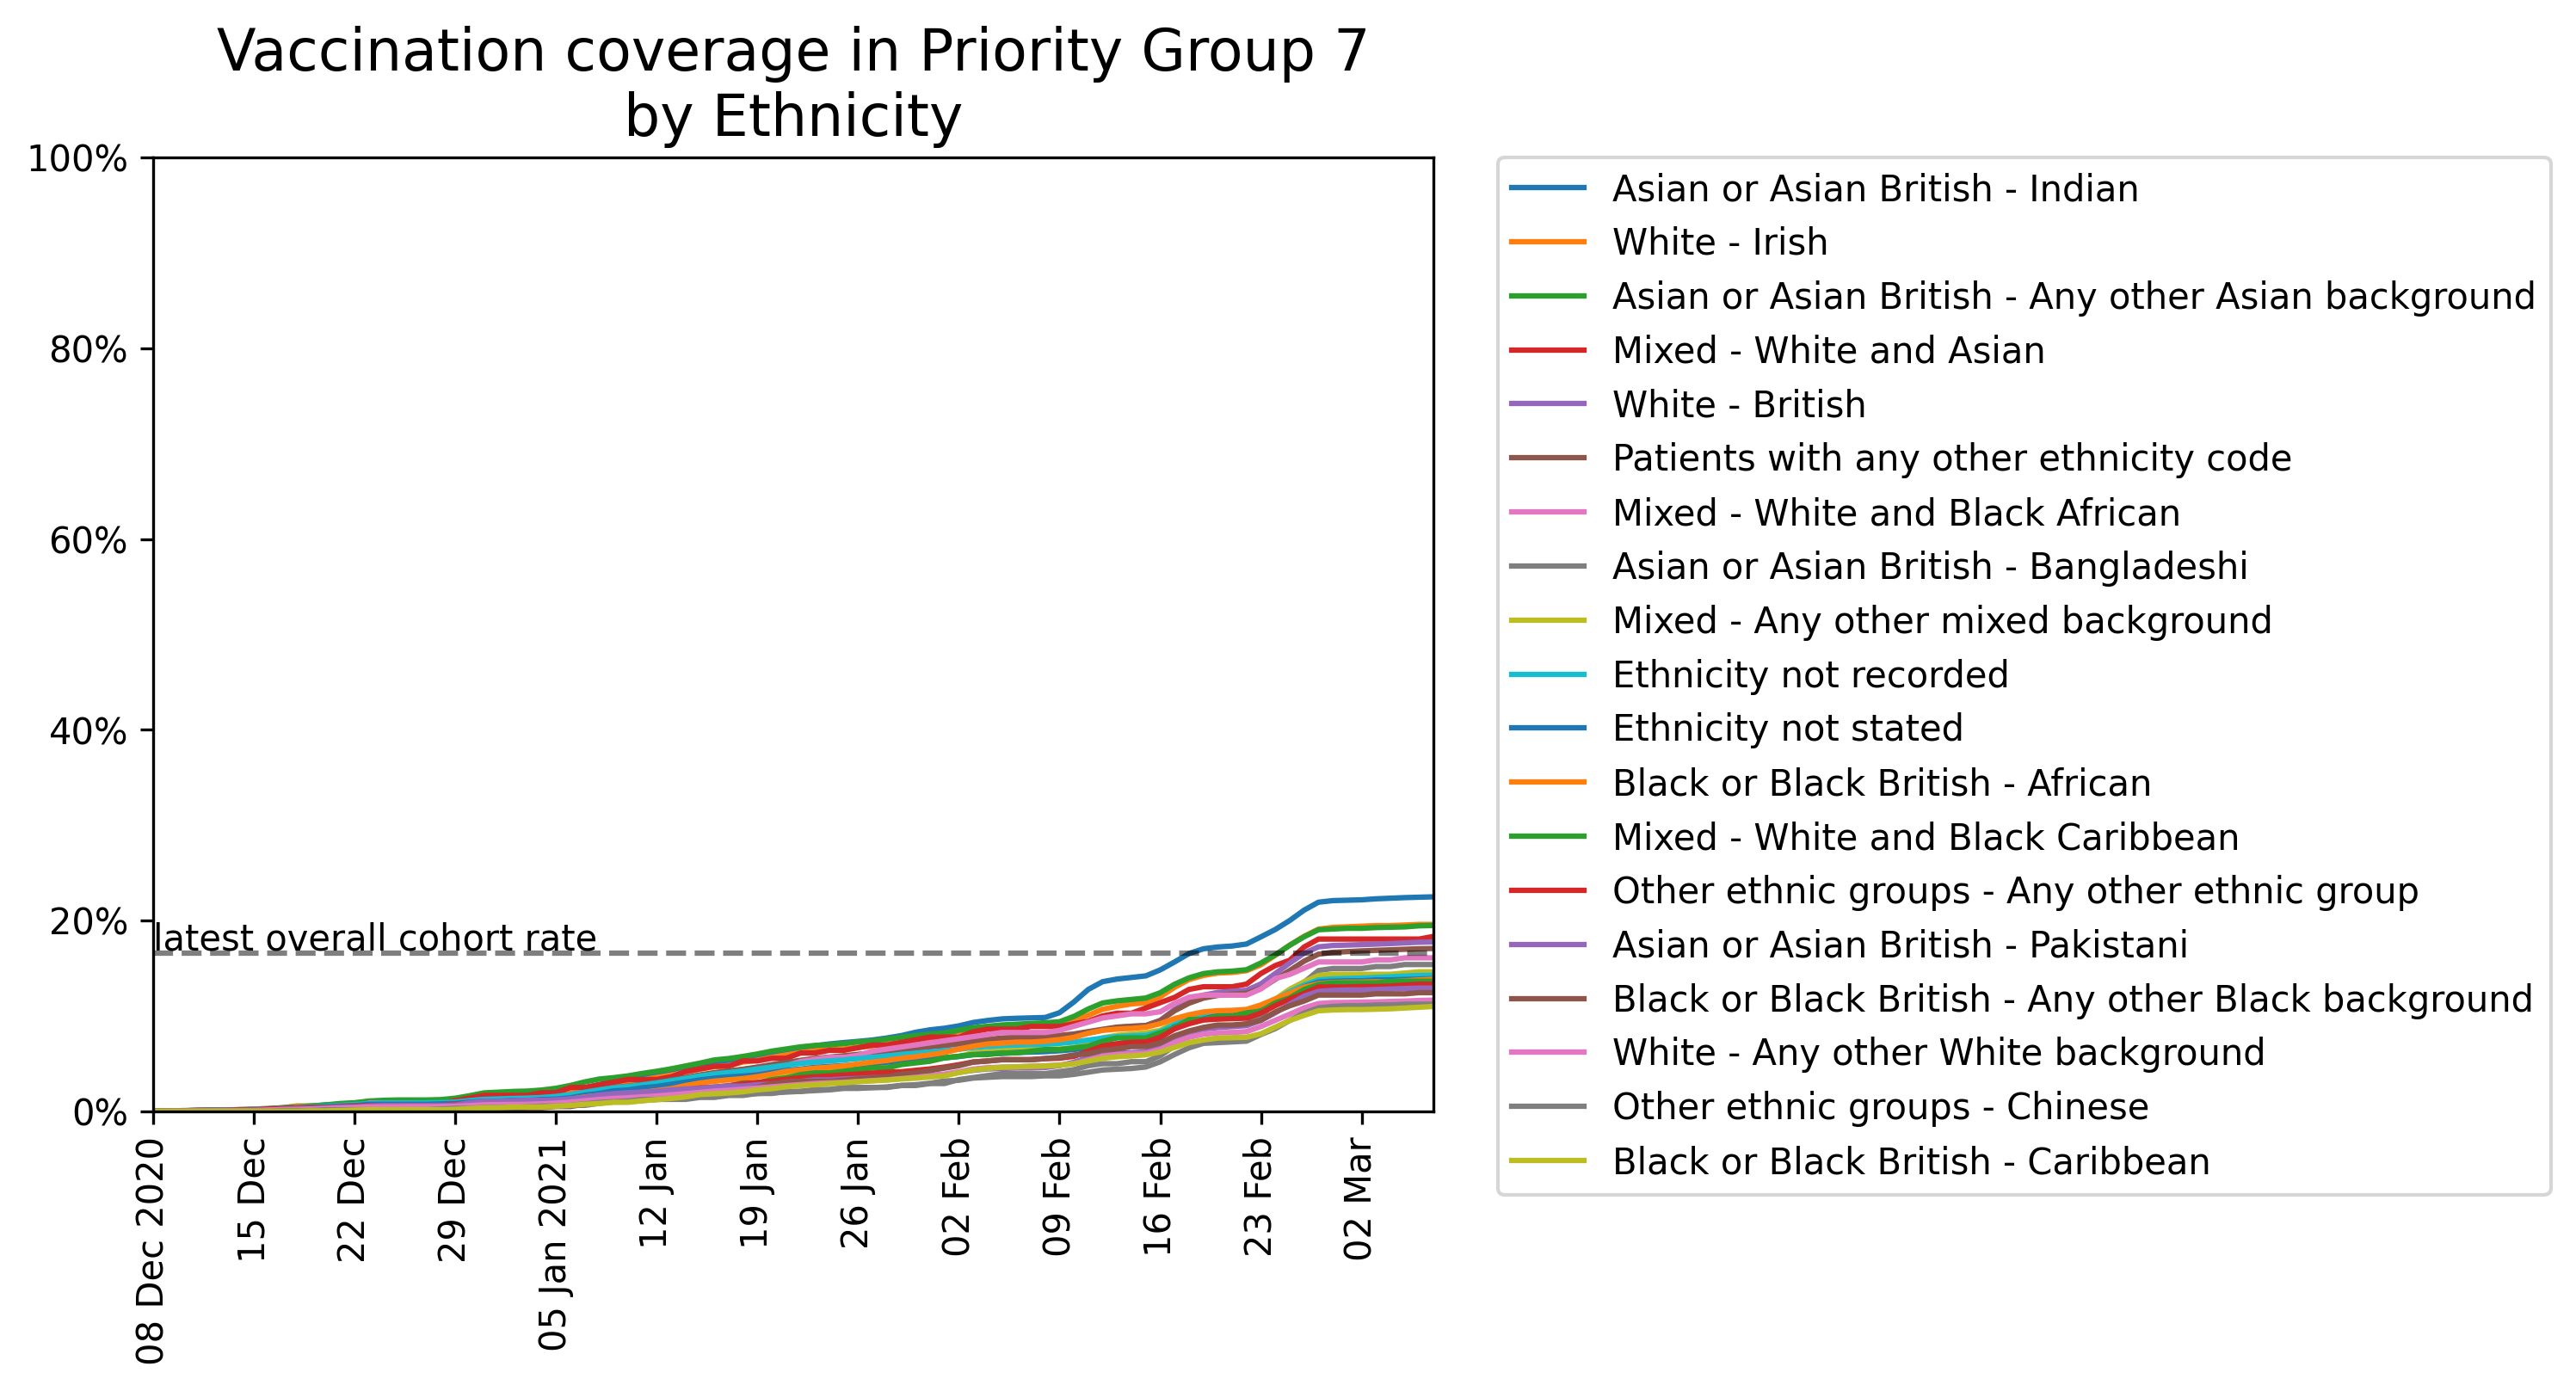 Vaccination coverage in Priority Group 7
by Ethnicity
100%
80%
60%
40%
20%
0%
latest overall cohort rate
08 Dec 2020
15 Dec
22 Dec
29 Dec
05 Jan 2021
12 Jan
19 Jan
26 Jan
02 Feb
09 Feb
16 Feb
23 Feb
02 Mar
Asian or Asian British - Indian
White - Irish
Asian or Asian British - Any other Asian background
Mixed - White and Asian
White - British
Patients with any other ethnicity code
Mixed - White and Black African
Asian or Asian British - Bangladeshi
Mixed - Any other mixed background
Ethnicity not recorded
Ethnicity not stated
Black or Black British - African
Mixed - White and Black Caribbean
Other ethnic groups - Any other ethnic group
Asian or Asian British - Pakistani
Black or Black British - Any other Black background
White - Any other White background
Other ethnic groups - Chinese
Black or Black British - Caribbean